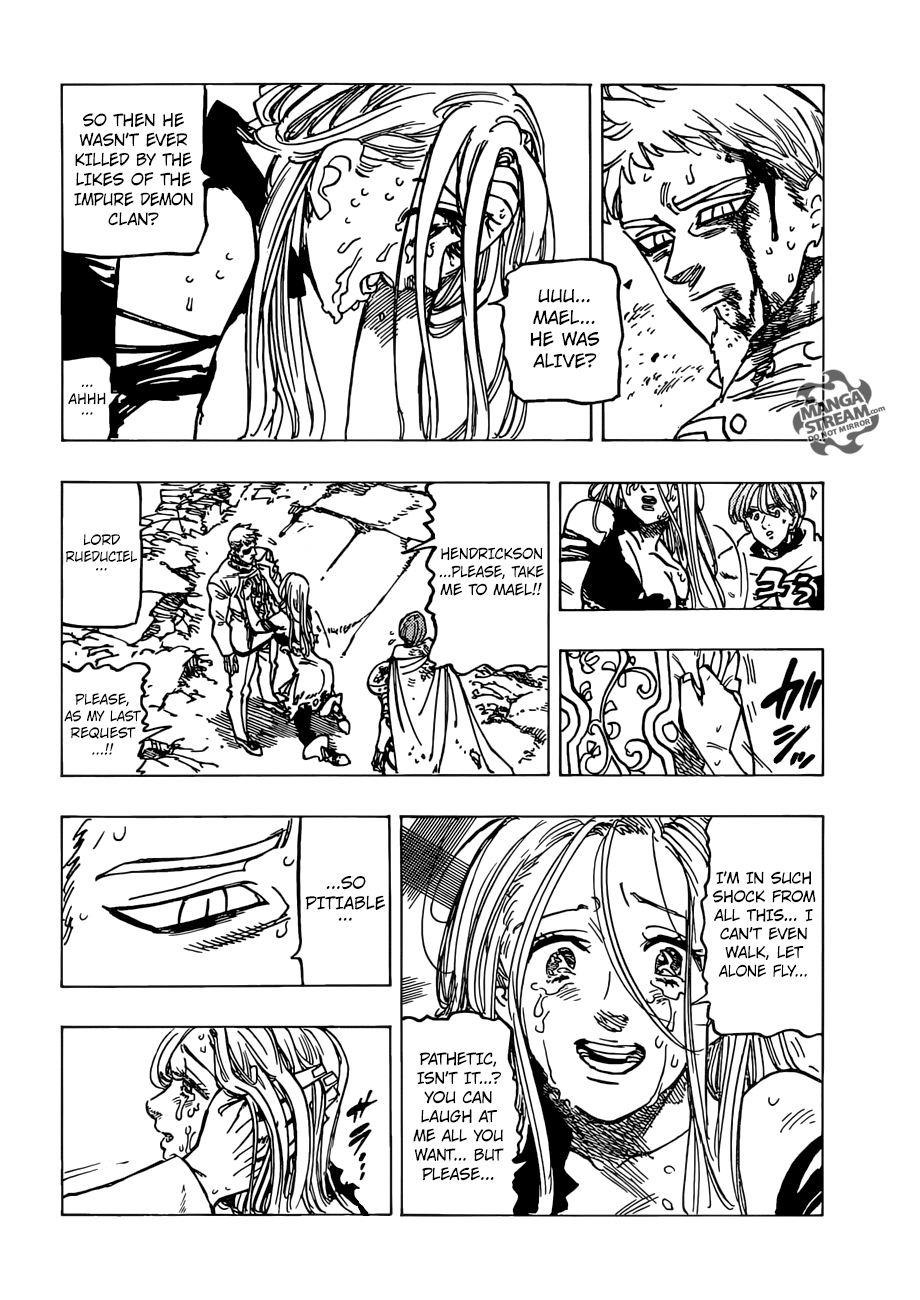 UUU...
MAEL...
HE WAS
ALIVE?
SO THEN HE
WASN'T EVER
KILLED BY THE
LIKES OF THE
IMPURE DEMON
CLAN?
...
AHHH
...
MANGA
STREAM.com
DO NOT MIRROR
HENDRICKSON
...PLEASE, TAKE
ME TO MAEL!!
LORD
RUEDUCIEL
...
PLEASE,
AS MY LAST
REQUEST
...!!
ガシッ
I'M IN SUCH
SHOCK FROM
ALL THIS... I
CAN'T EVEN
WALK, LET
ALONE FLY...
PATHETIC,
ISN'T IT...?
YOU CAN
LAUGH AT
ME ALL YOU
WANT... BUT
PLEASE...
...SO
PITIABLE
...